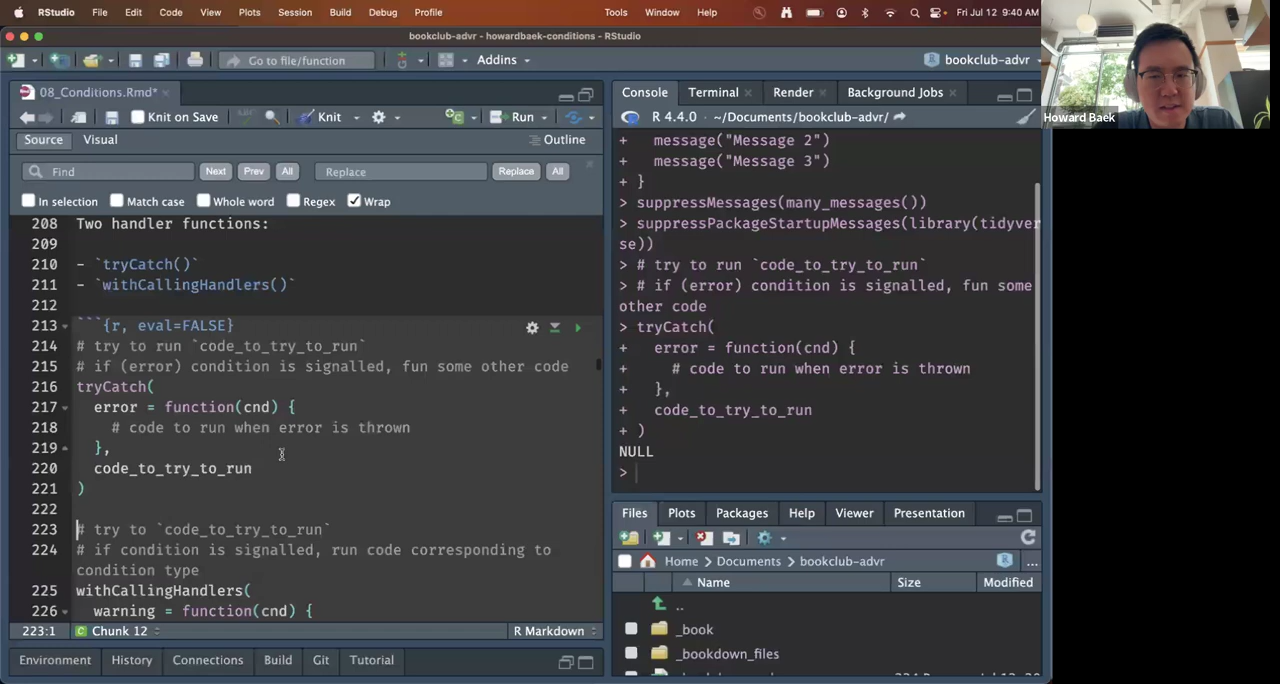 RStudio File Edit Code View Plots Session Build Debug Profile Tools Window Help Fri Jul 12 9:40 AM
bookclub-advr - howardbaek-conditions - RStudio
Go to file/function Addins bookclub-advr
08_Conditions.Rmd*
Knit on Save Knit Run
Source Visual Outline
Find Next Prev All Replace Replace All
In selection Match case Whole word Regex Wrap
208 Two handler functions:
209
210 - `tryCatch()`
211 - `withCallingHandlers()`
212
213 ```{r, eval=FALSE}
214 # try to run `code_to_try_to_run`
215 # if (error) condition is signalled, fun some other code
216 tryCatch(
217 error = function(cnd) {
218 # code to run when error is thrown
219 },
220 code_to_try_to_run
221 )
222
223 # try to `code_to_try_to_run`
224 # if condition is signalled, run code corresponding to
condition type
225 withCallingHandlers(
226 warning = function(cnd) {
223:1 Chunk 12 R Markdown
Environment History Connections Build Git Tutorial
Console Terminal Render Background Jobs
R 4.4.0 · ~/Documents/bookclub-advr/
+ message("Message 2")
+ message("Message 3")
+ }
> suppressMessages(many_messages())
> suppressPackageStartupMessages(library(tidyver
se))
> # try to run `code_to_try_to_run`
> # if (error) condition is signalled, fun some
other code
> tryCatch(
+ error = function(cnd) {
+ # code to run when error is thrown
+ },
+ code_to_try_to_run
+ )
NULL
>
Files Plots Packages Help Viewer Presentation
Home Documents bookclub-advr ...
Name Size Modified
..
_book
_bookdown_files
Howard Baek